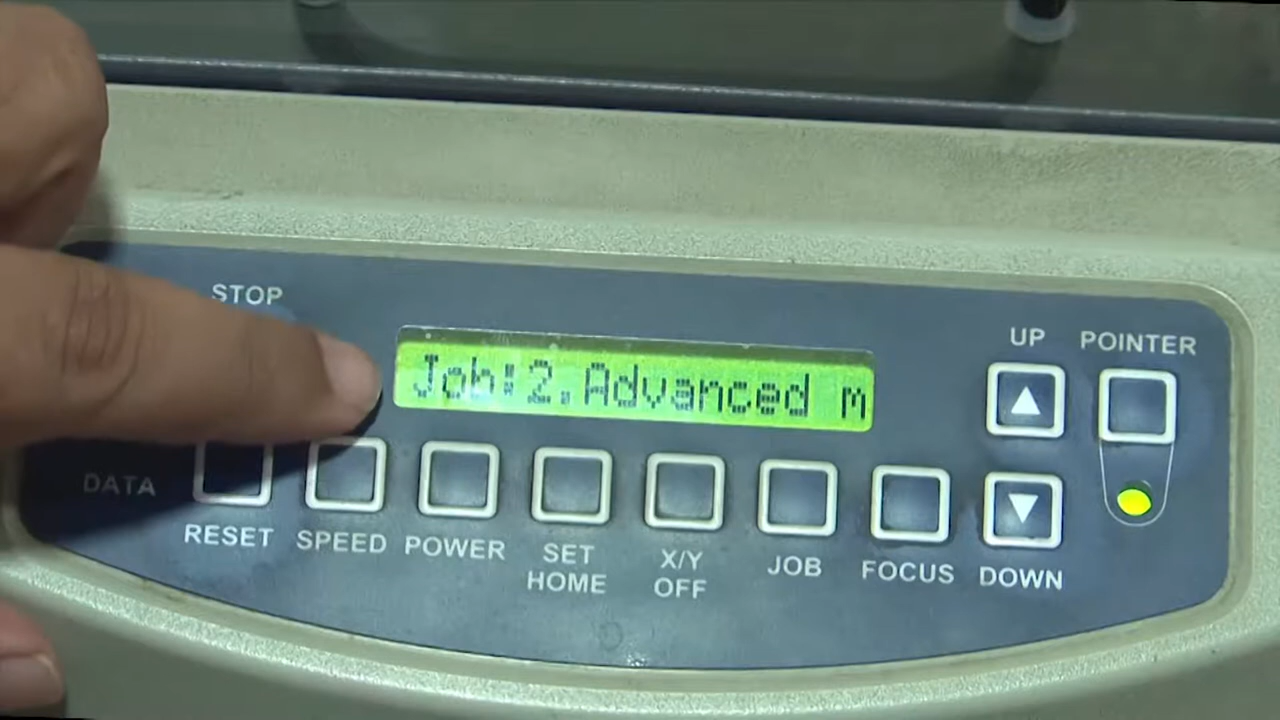 STOP
Job:2.Advanced m
UP
POINTER
DATA
RESET
SPEED
POWER
SET
HOME
X/Y
OFF
JOB
FOCUS
DOWN